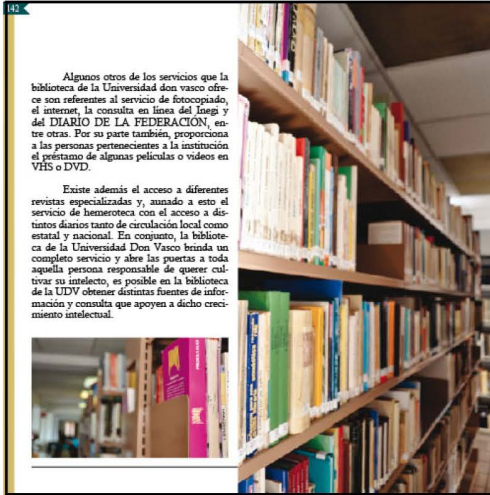 142
Algunos otros de los servicios que la
biblioteca de la Universidad don vasco ofre-
ce son referentes al servicio de fotocopiado,
el internet, la consulta en línea del Inegi y
del DIARIO DE LA FEDERACIÓN, en-
tre otras. Por su parte también, proporciona
a las personas pertenecientes a la institución
el préstamo de algunas películas o videos en
VHS o DVD.
Existe además el acceso a diferentes
revistas especializadas y, aunado a esto el
servicio de hemeroteca con el acceso a dis-
tintos diarios tanto de circulación local como
estatal y nacional. En conjunto, la bibliote-
ca de la Universidad Don Vasco brinda un
completo servicio y abre las puertas a toda
aquella persona responsable de querer cul-
tivar su intelecto, es posible en la biblioteca
de la UDV obtener distintas fuentes de infor-
mación y consulta que apoyen a dicho creci-
miento intelectual.